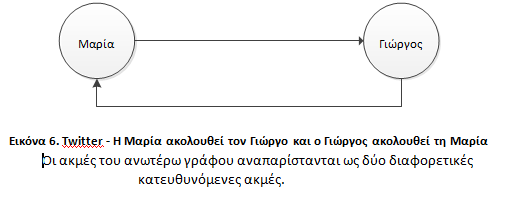 Μαρία
Γιώργος
Εικόνα 6. Twitter - Η Μαρία ακολουθεί τον Γιώργο και ο Γιώργος ακολουθεί τη Μαρία
Οι ακμές του ανωτέρω γράφου αναπαρίστανται ως δύο διαφορετικές
κατευθυνόμενες ακμές.